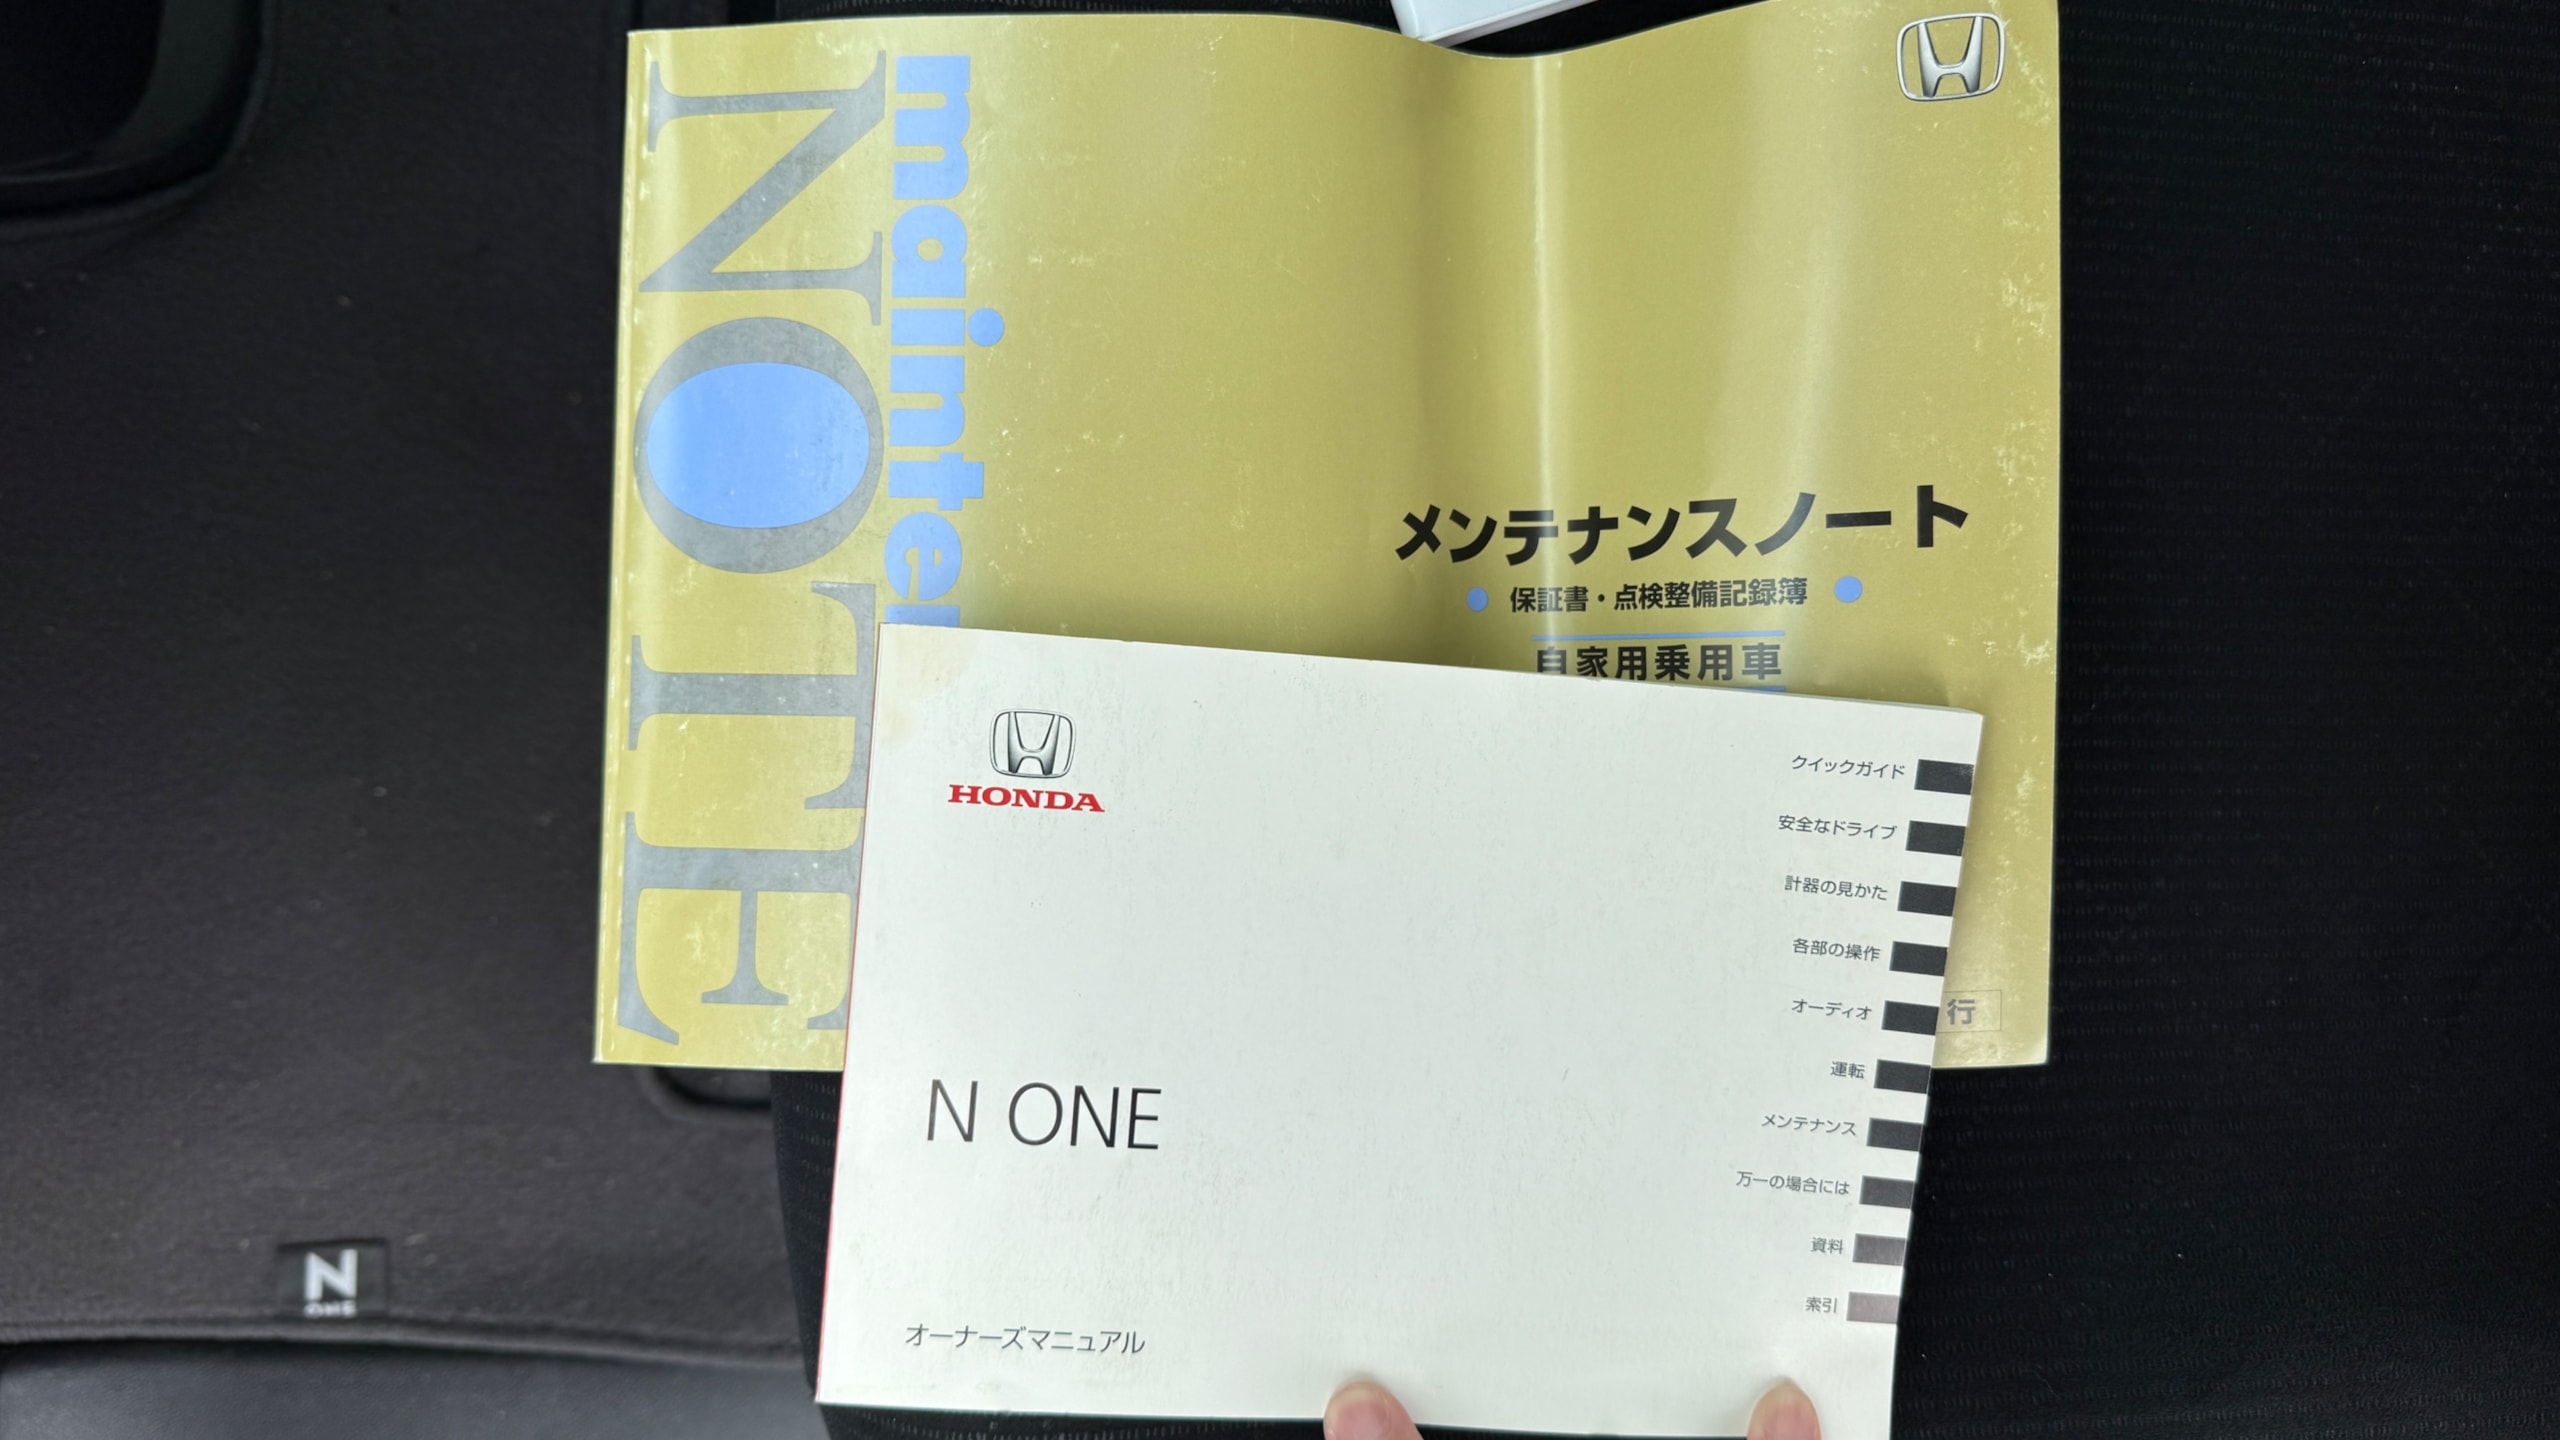 NOTE
メンテナンスノート
保証書・点検整備記録簿
自家用乗用車
行
HONDA
クイックガイド
安全なドライブ
計器の見かた
各部の操作
オーディオ
運転
メンテナンス
万一の場合には
資料
索引
N ONE
オーナーズマニュアル
N
ONE